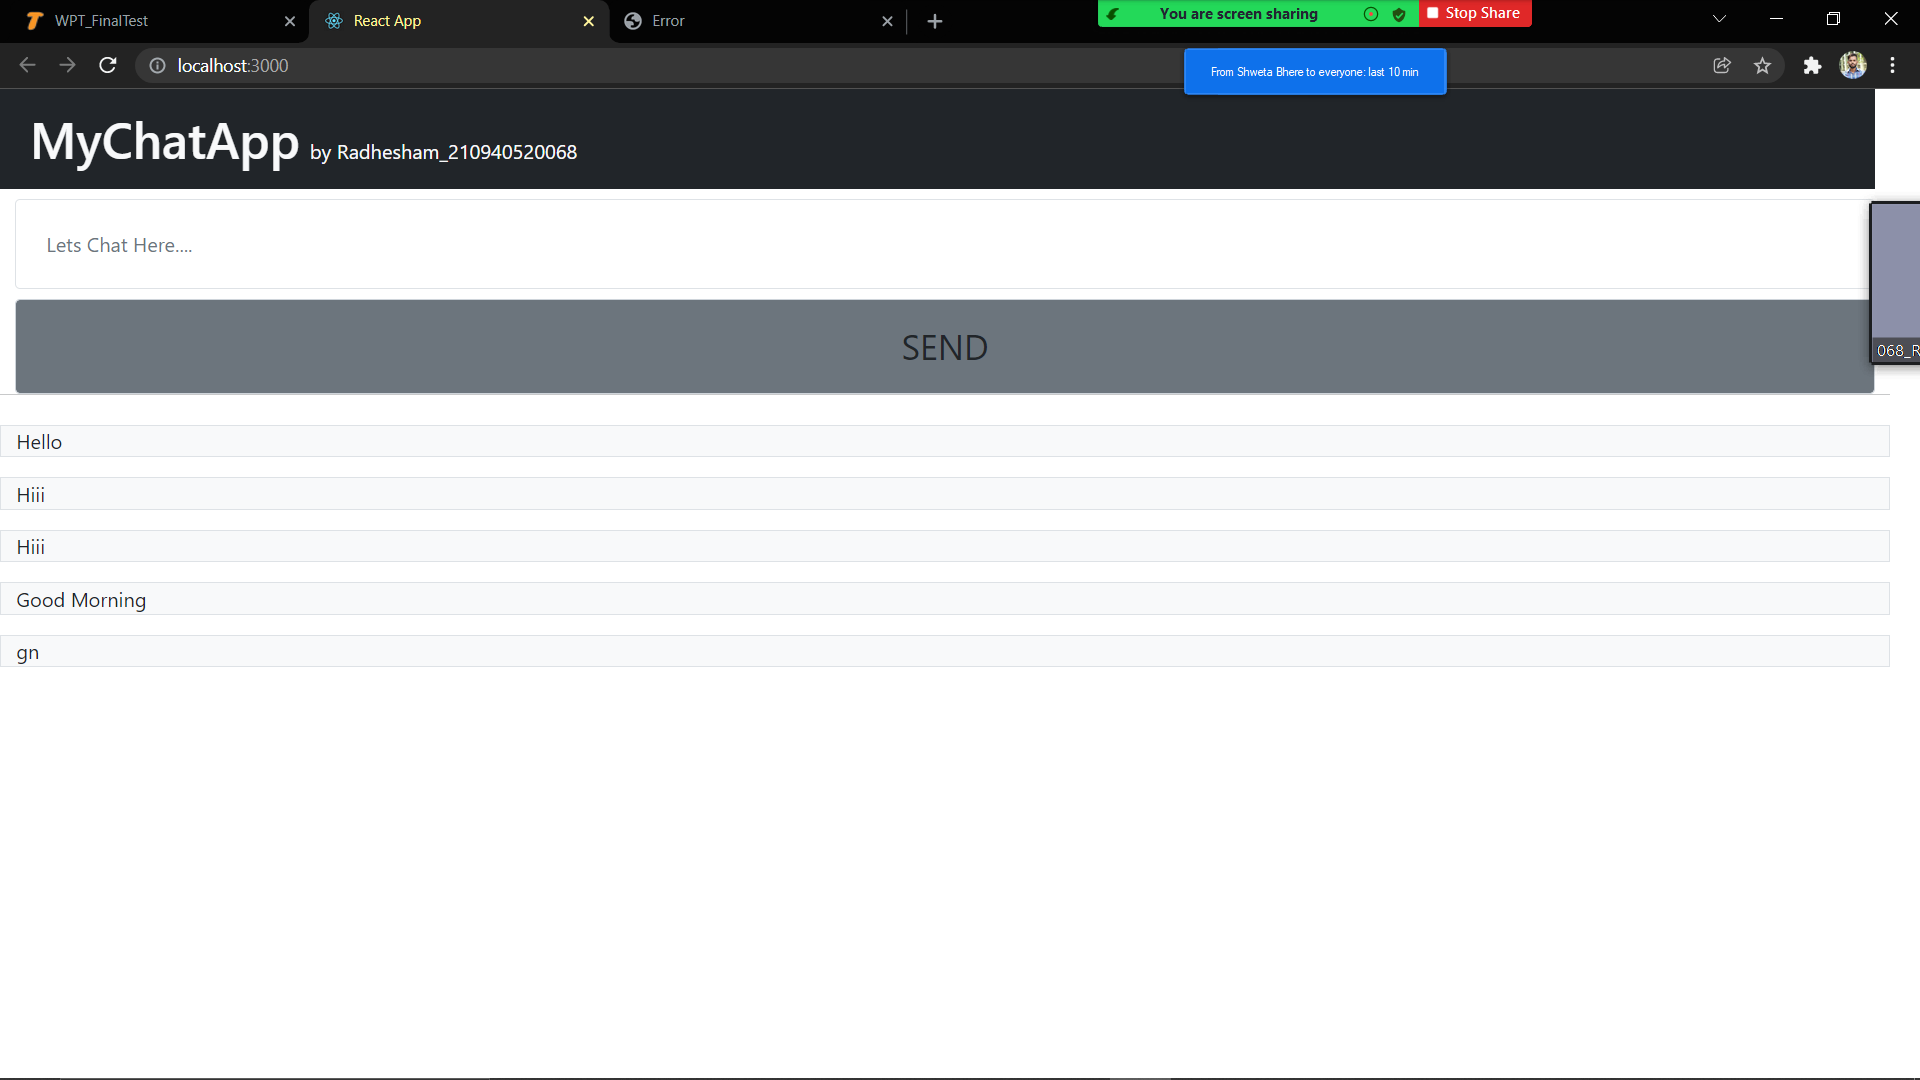 WPT_FinalTest
React App
Error
You are screen sharing
Stop Share
localhost:3000
From Shweta Bhere to everyone: last 10 min
MyChatApp by Radhesham_210940520068
Lets Chat Here....
SEND
068_R
Hello
Hiii
Hiii
Good Morning
gn